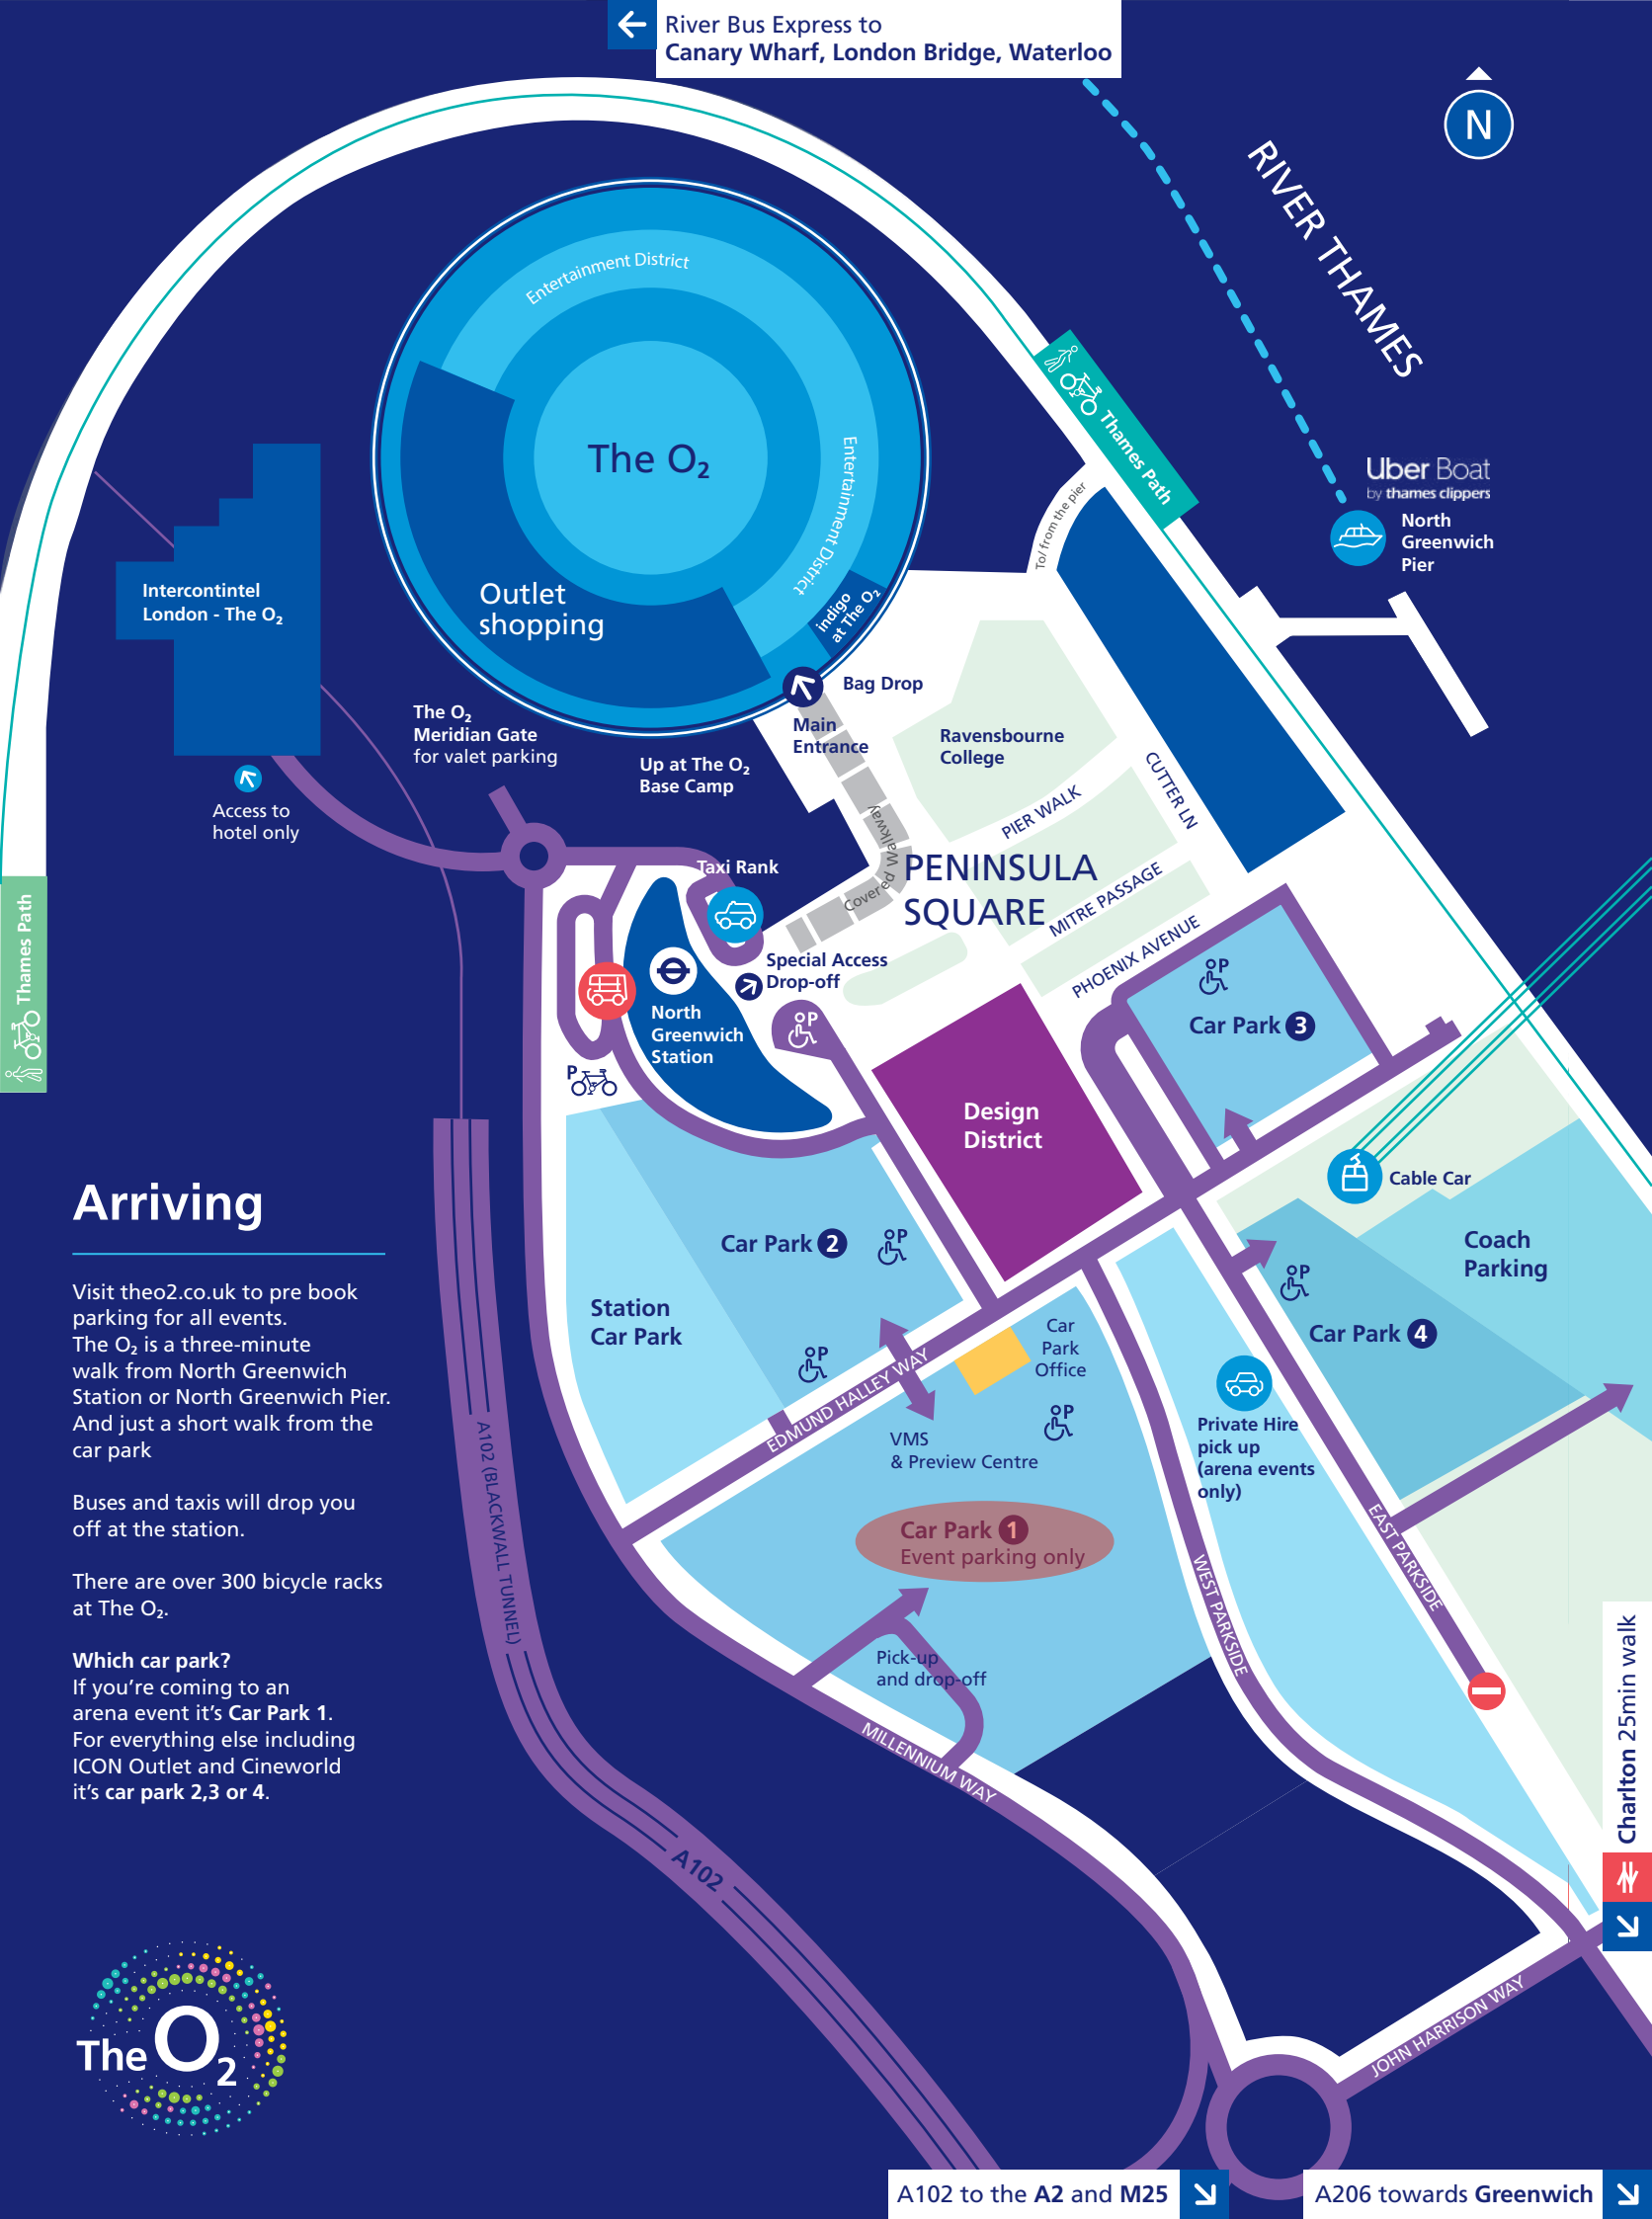 River Bus Express to
Canary Wharf, London Bridge, Waterloo
N
RIVER THAMES
Entertainment District
The O₂
Entertainment District
Thames Path
Uber Boat
by thames clippers
North
Greenwich
Pier
To/ from the pier
Intercontintel
London - The O₂
Outlet
shopping
indigo
at The O₂
Bag Drop
Main
Entrance
The O₂
Meridian Gate
for valet parking
Up at The O₂
Base Camp
Ravensbourne
College
CUTTER LN
PIER WALK
Access to
hotel only
Covered Walkway
Taxi Rank
PENINSULA
SQUARE
MITRE PASSAGE
PHOENIX AVENUE
Thames Path
Special Access
Drop-off
P
North
Greenwich
Station
P
P
Car Park 3
Design
District
Cable Car
Car Park 2
P
Station
Car Park
P
Coach
Parking
P
Car Park 4
Car
Park
Office
EDMUND HALLEY WAY
P
VMS
& Preview Centre
Private Hire
pick up
(arena events
only)
Car Park 1
Event parking only
EAST PARKSIDE
WEST PARKSIDE
Pick-up
and drop-off
MILLENNIUM WAY
A102 (BLACKWALL TUNNEL)
A102
Charlton 25min walk
JOHN HARRISON WAY
Arriving
Visit theo2.co.uk to pre book
parking for all events.
The O₂ is a three-minute
walk from North Greenwich
Station or North Greenwich Pier.
And just a short walk from the
car park
Buses and taxis will drop you
off at the station.
There are over 300 bicycle racks
at The O₂.
Which car park?
If you’re coming to an
arena event it’s Car Park 1.
For everything else including
ICON Outlet and Cineworld
it’s car park 2,3 or 4.
The O2
A102 to the A2 and M25
A206 towards Greenwich